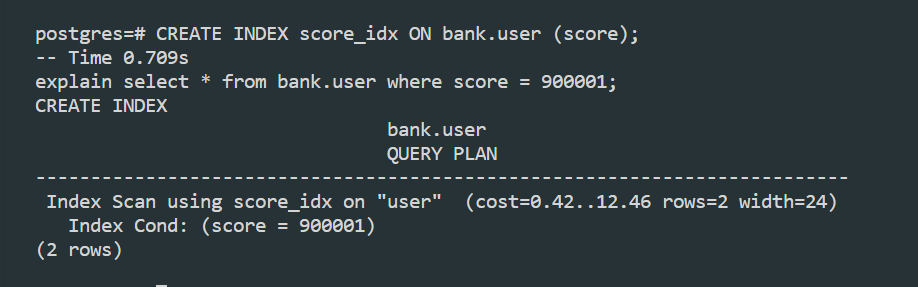 postgres=# CREATE INDEX score_idx ON bank.user (score);
-- Time 0.709s
explain select * from bank.user where score = 900001;
CREATE INDEX
bank.user
QUERY PLAN
--------------------------------------------------------------------------
Index Scan using score_idx on "user"  (cost=0.42..12.46 rows=2 width=24)
Index Cond: (score = 900001)
(2 rows)